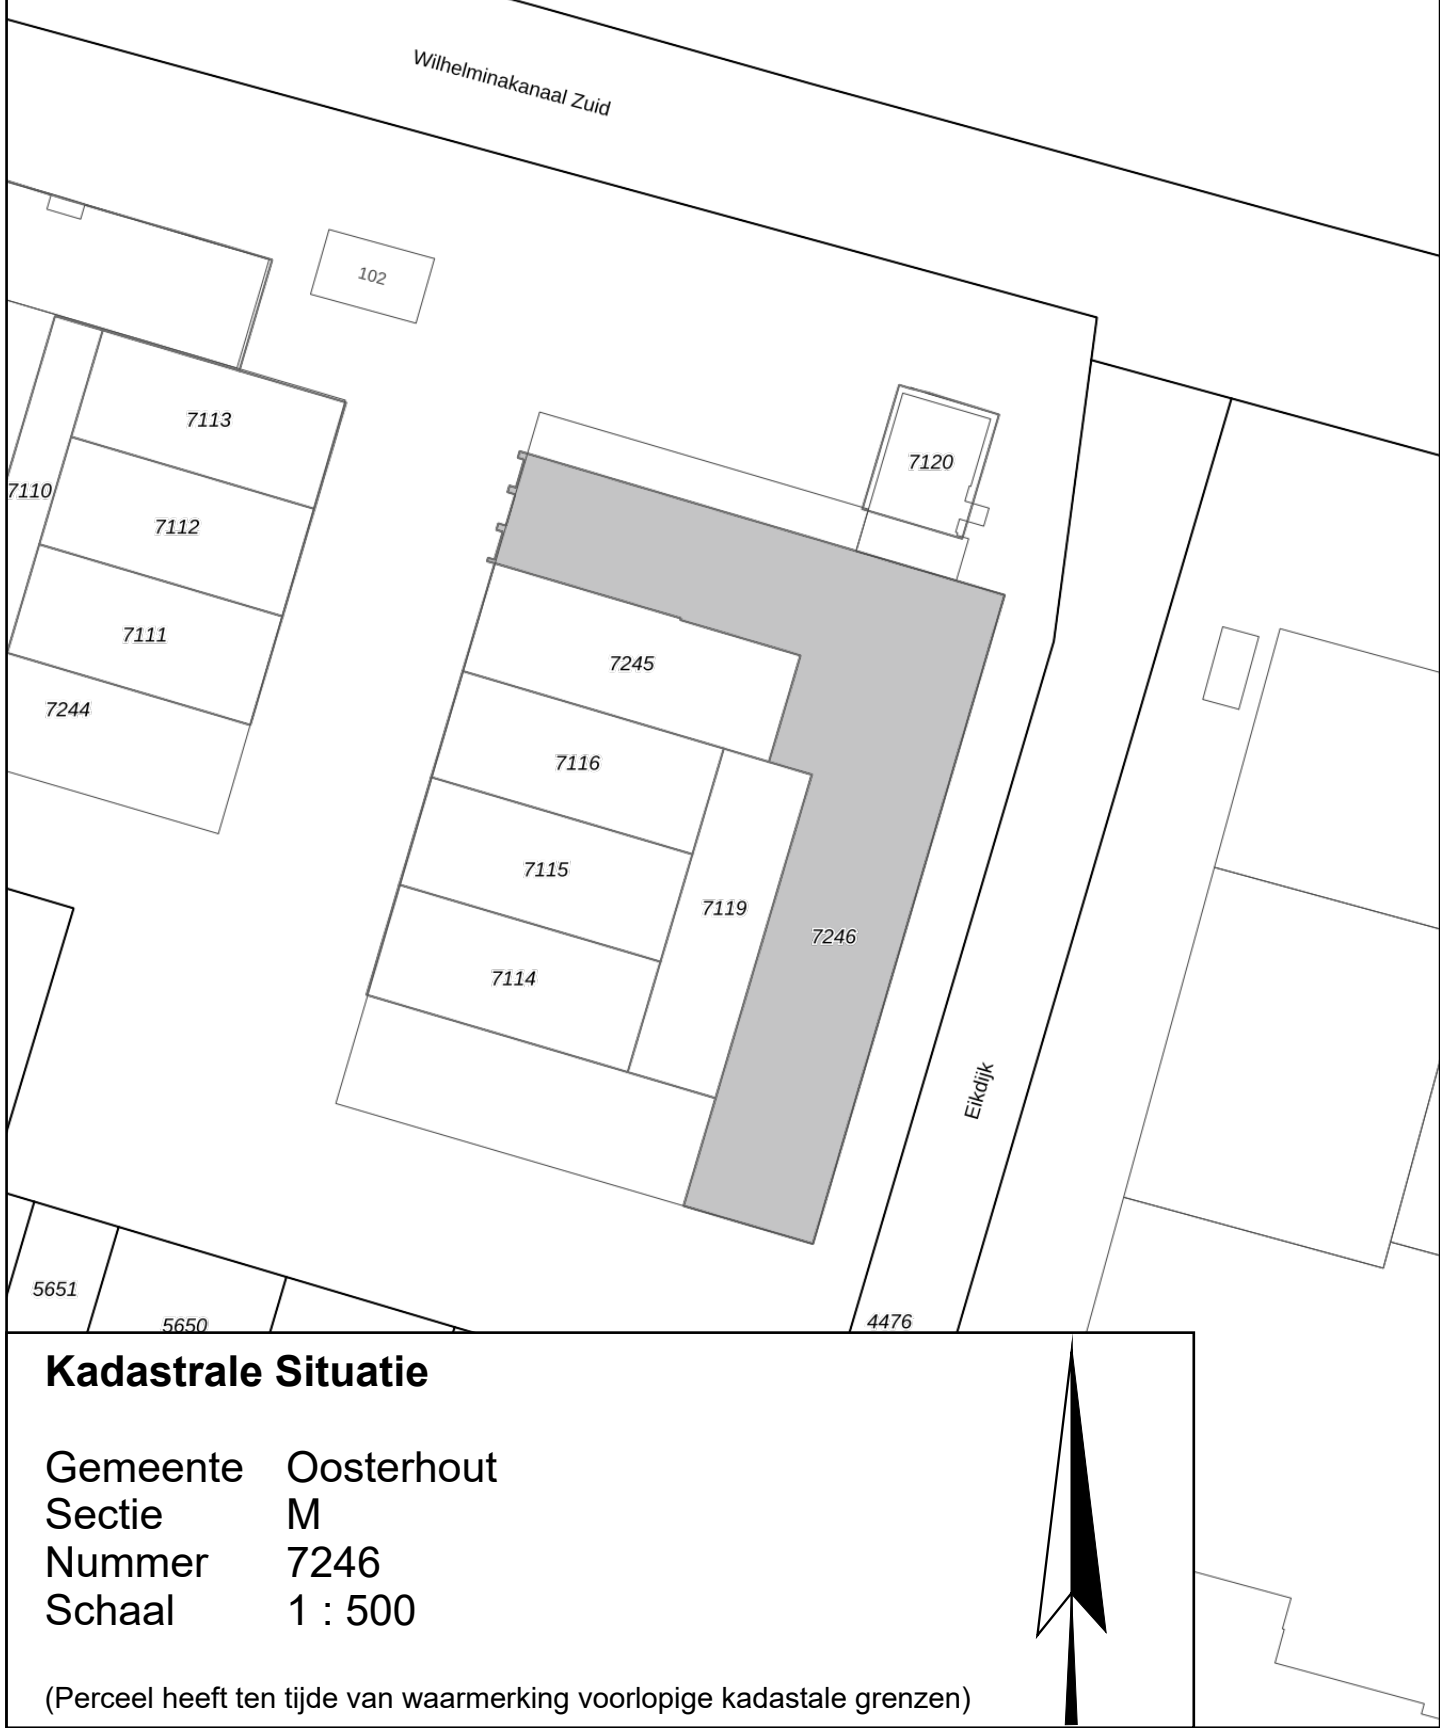 Wilhelminakanaal Zuid
102
7113
7120
7110
7112
7111
7245
7244
7116
7115
7119
7246
7114
Eikdijk
5651
5650
4476
Kadastrale Situatie
Gemeente Oosterhout
Sectie M
Nummer 7246
Schaal 1 : 500
(Perceel heeft ten tijde van waarmerking voorlopige kadastale grenzen)